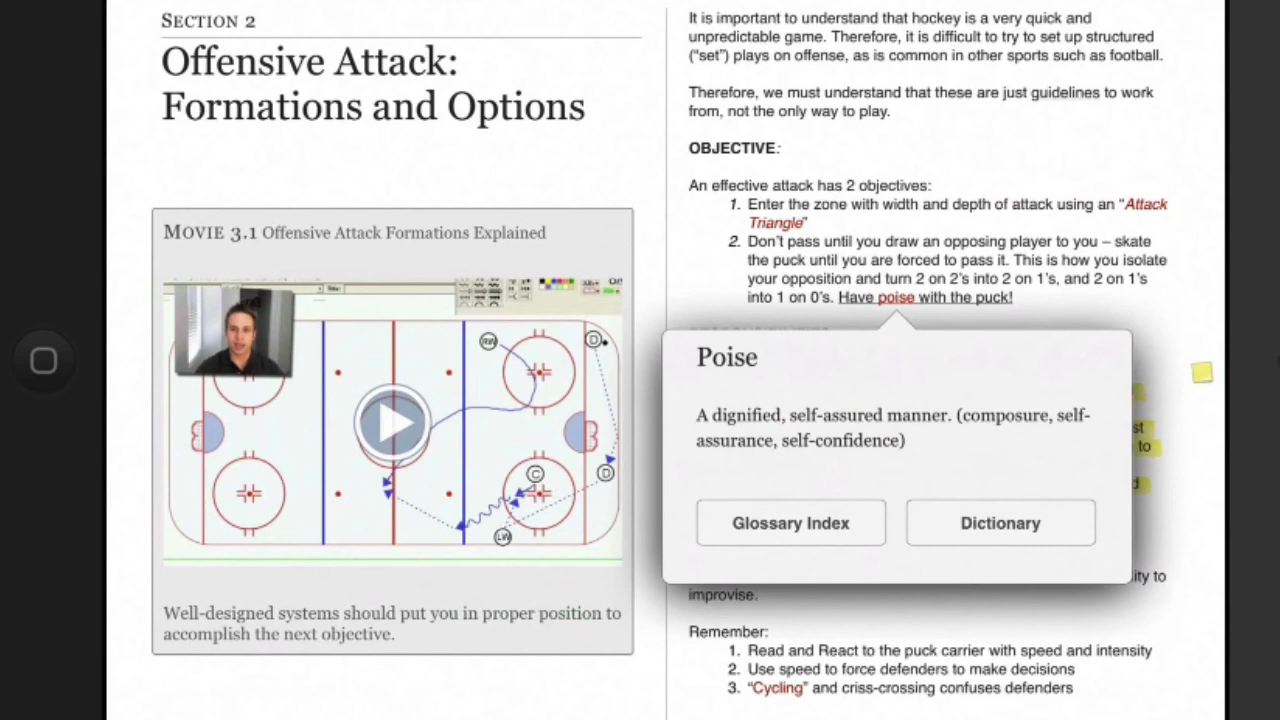 SECTION 2
Offensive Attack:
Formations and Options
MOVIE 3.1 Offensive Attack Formations Explained
RW
D
D
C
LW
Well-designed systems should put you in proper position to
accomplish the next objective.
It is important to understand that hockey is a very quick and
unpredictable game. Therefore, it is difficult to try to set up structured
(“set”) plays on offense, as is common in other sports such as football.
Therefore, we must understand that these are just guidelines to work
from, not the only way to play.
OBJECTIVE:
An effective attack has 2 objectives:
1. Enter the zone with width and depth of attack using an “Attack
Triangle”
2. Don’t pass until you draw an opposing player to you – skate
the puck until you are forced to pass it. This is how you isolate
your opposition and turn 2 on 2’s into 2 on 1’s, and 2 on 1’s
into 1 on 0’s. Have poise with the puck!
Poise
A dignified, self-assured manner. (composure, self-
assurance, self-confidence)
Glossary Index
Dictionary
st
to
d
ity to
improvise.
Remember:
1. Read and React to the puck carrier with speed and intensity
2. Use speed to force defenders to make decisions
3. “Cycling” and criss-crossing confuses defenders